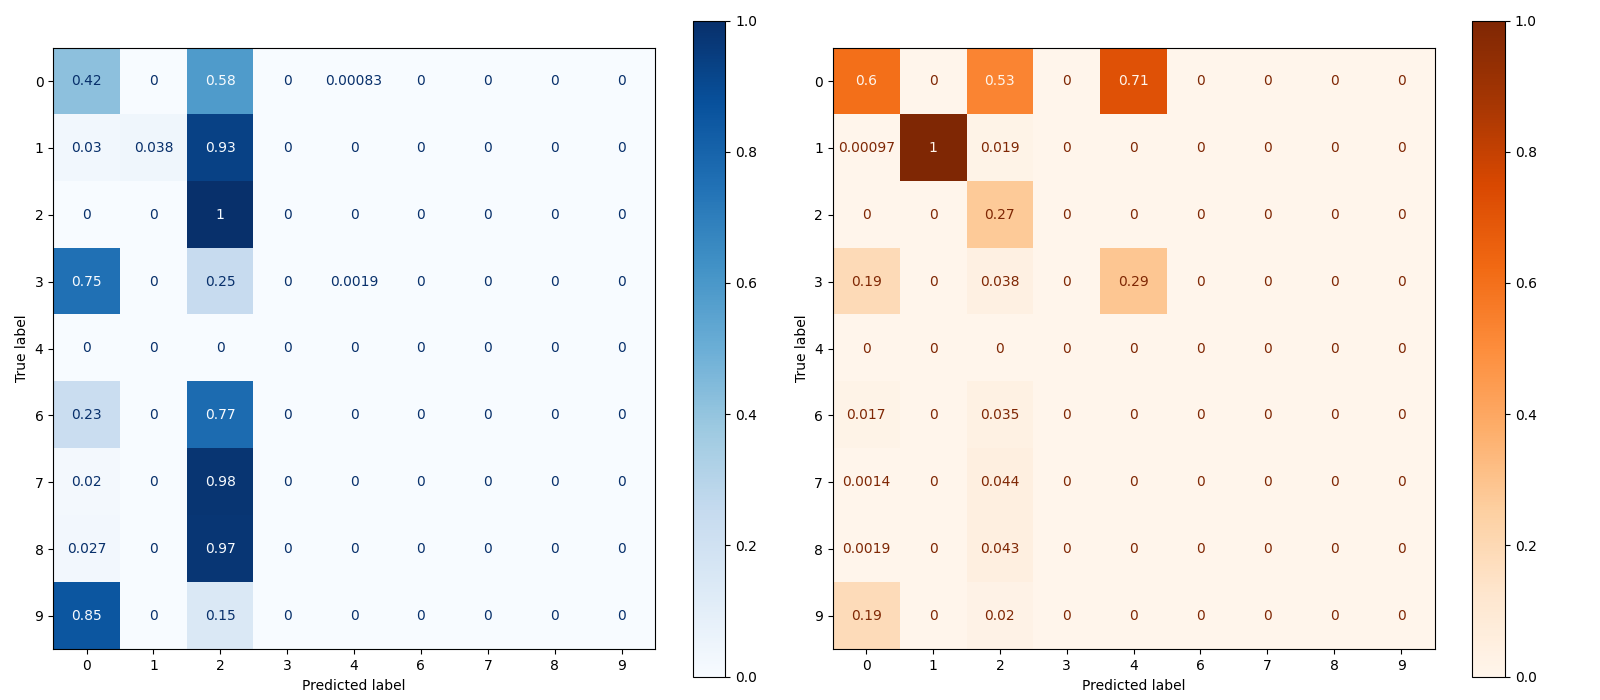 1.0
0 0.42 0 0.58 0 0.00083 0 0 0 0
1 0.03 0.038 0.93 0 0 0 0 0 0
0.8
2 0 0 1 0 0 0 0 0 0
3 0.75 0 0.25 0 0.0019 0 0 0 0
0.6
4 0 0 0 0 0 0 0 0 0
6 0.23 0 0.77 0 0 0 0 0 0
0.4
7 0.02 0 0.98 0 0 0 0 0 0
8 0.027 0 0.97 0 0 0 0 0 0
0.2
9 0.85 0 0.15 0 0 0 0 0 0
0.0
0 1 2 3 4 6 7 8 9
True label
Predicted label
1.0
0 0.6 0 0.53 0 0.71 0 0 0 0
1 0.00097 1 0.019 0 0 0 0 0 0
0.8
2 0 0 0.27 0 0 0 0 0 0
3 0.19 0 0.038 0 0.29 0 0 0 0
0.6
4 0 0 0 0 0 0 0 0 0
6 0.017 0 0.035 0 0 0 0 0 0
0.4
7 0.0014 0 0.044 0 0 0 0 0 0
8 0.0019 0 0.043 0 0 0 0 0 0
0.2
9 0.19 0 0.02 0 0 0 0 0 0
0.0
0 1 2 3 4 6 7 8 9
True label
Predicted label